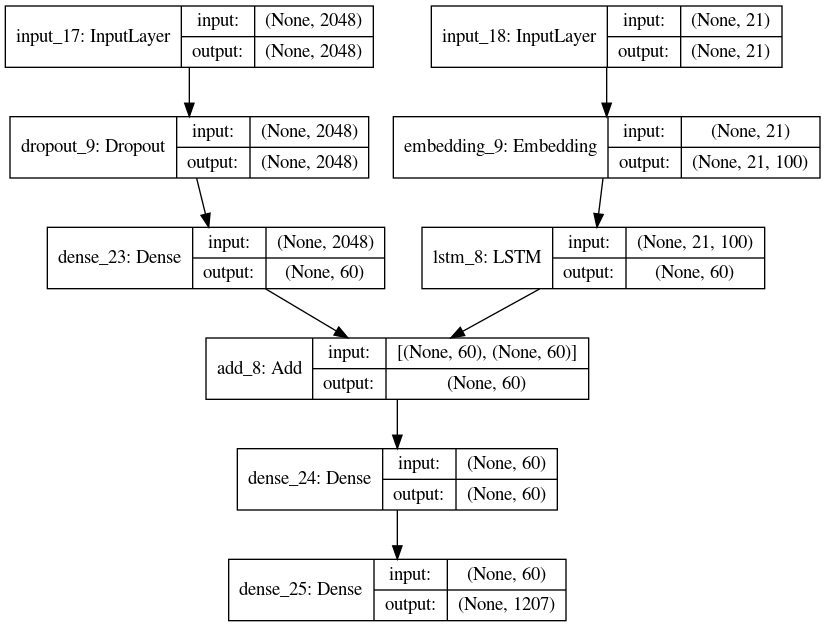 input_17: InputLayer
input: (None, 2048)
output: (None, 2048)
input_18: InputLayer
input: (None, 21)
output: (None, 21)
dropout_9: Dropout
input: (None, 2048)
output: (None, 2048)
embedding_9: Embedding
input: (None, 21)
output: (None, 21, 100)
dense_23: Dense
input: (None, 2048)
output: (None, 60)
lstm_8: LSTM
input: (None, 21, 100)
output: (None, 60)
add_8: Add
input: [(None, 60), (None, 60)]
output: (None, 60)
dense_24: Dense
input: (None, 60)
output: (None, 60)
dense_25: Dense
input: (None, 60)
output: (None, 1207)